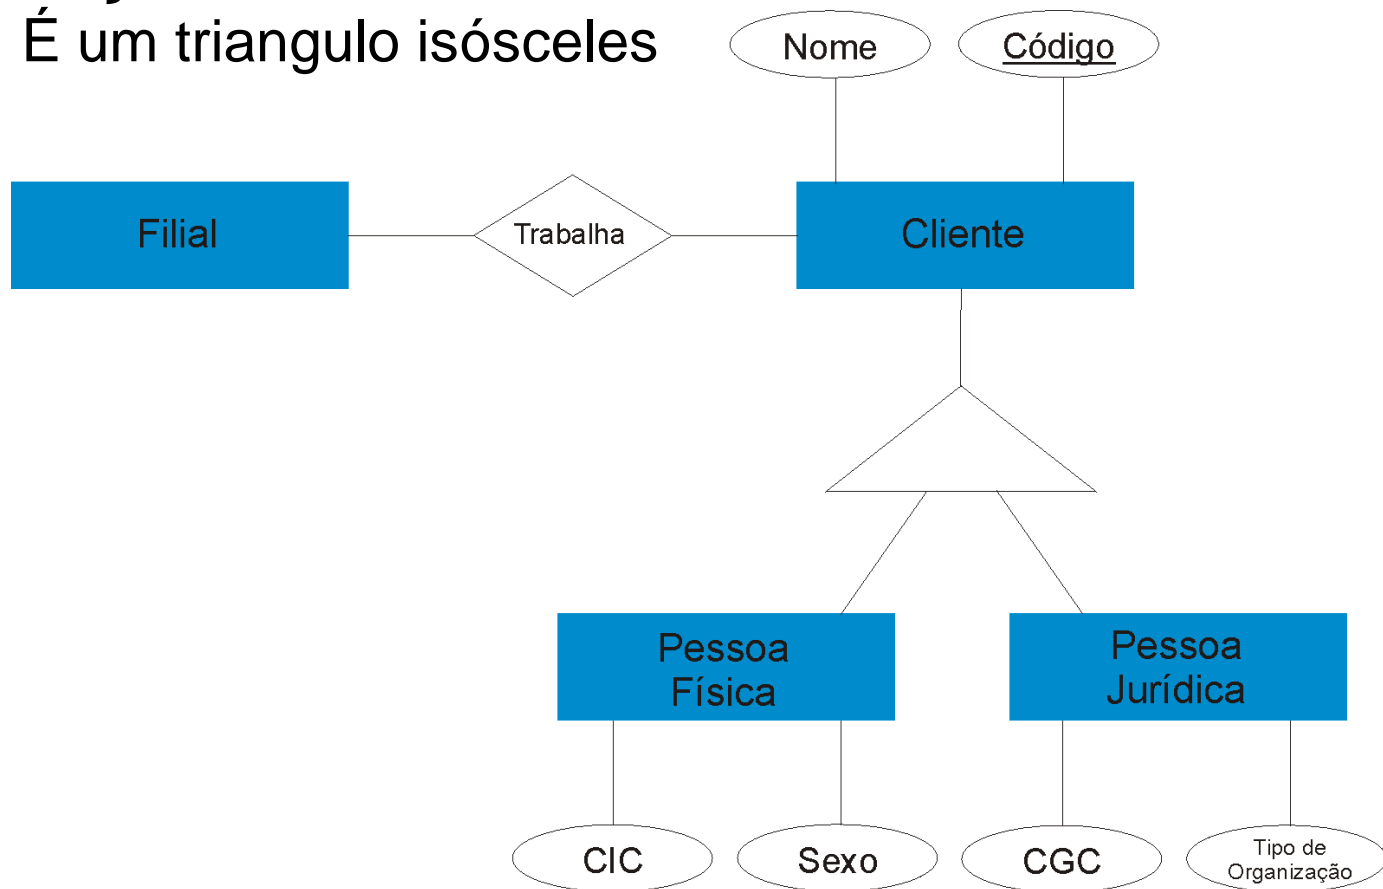 É um triangulo isósceles
Nome
Código
Filial
Trabalha
Cliente
Pessoa
Física
Pessoa
Jurídica
CIC
Sexo
CGC
Tipo de
Organização